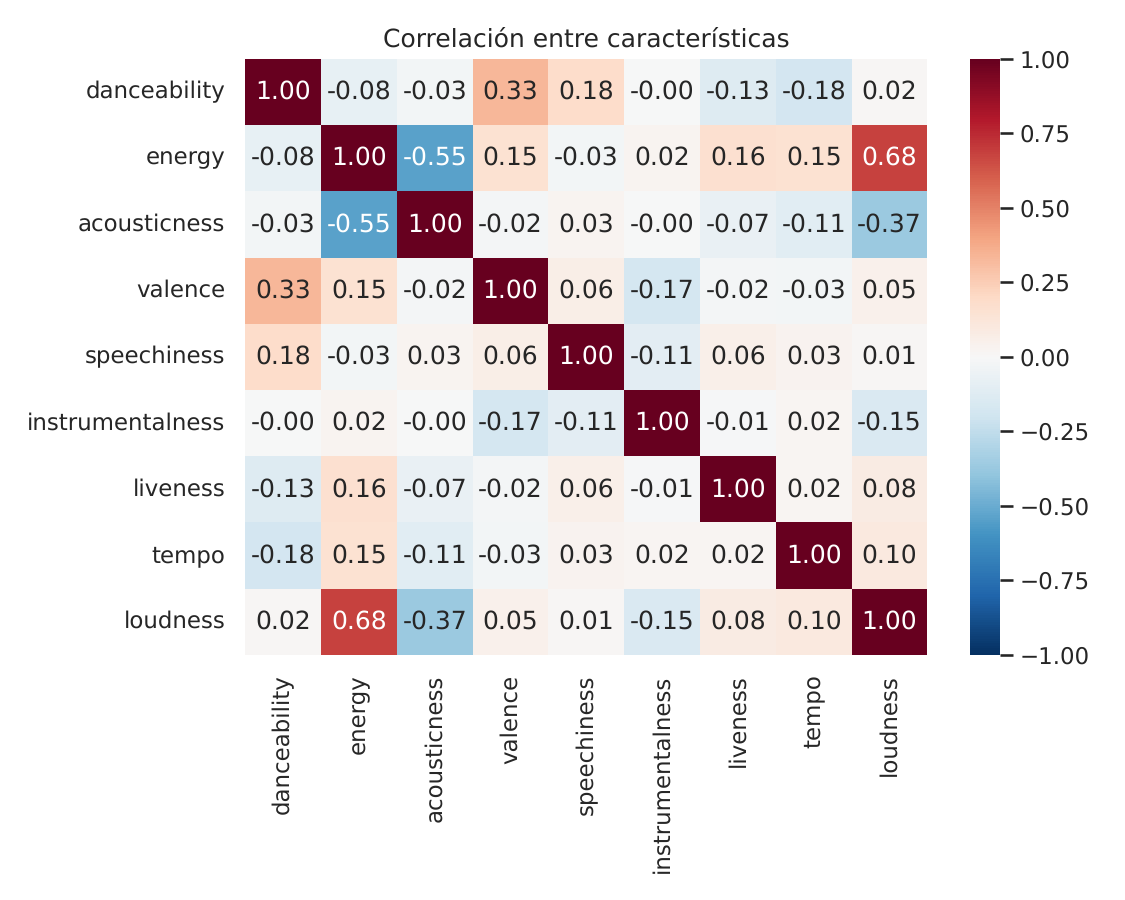 Correlación entre características
danceability 1.00 -0.08 -0.03 0.33 0.18 -0.00 -0.13 -0.18 0.02
energy -0.08 1.00 -0.55 0.15 -0.03 0.02 0.16 0.15 0.68
acousticness -0.03 -0.55 1.00 -0.02 0.03 -0.00 -0.07 -0.11 -0.37
valence 0.33 0.15 -0.02 1.00 0.06 -0.17 -0.02 -0.03 0.05
speechiness 0.18 -0.03 0.03 0.06 1.00 -0.11 0.06 0.03 0.01
instrumentalness -0.00 0.02 -0.00 -0.17 -0.11 1.00 -0.01 0.02 -0.15
liveness -0.13 0.16 -0.07 -0.02 0.06 -0.01 1.00 0.02 0.08
tempo -0.18 0.15 -0.11 -0.03 0.03 0.02 0.02 1.00 0.10
loudness 0.02 0.68 -0.37 0.05 0.01 -0.15 0.08 0.10 1.00
danceability
energy
acousticness
valence
speechiness
instrumentalness
liveness
tempo
loudness
1.00
0.75
0.50
0.25
0.00
−0.25
−0.50
−0.75
−1.00